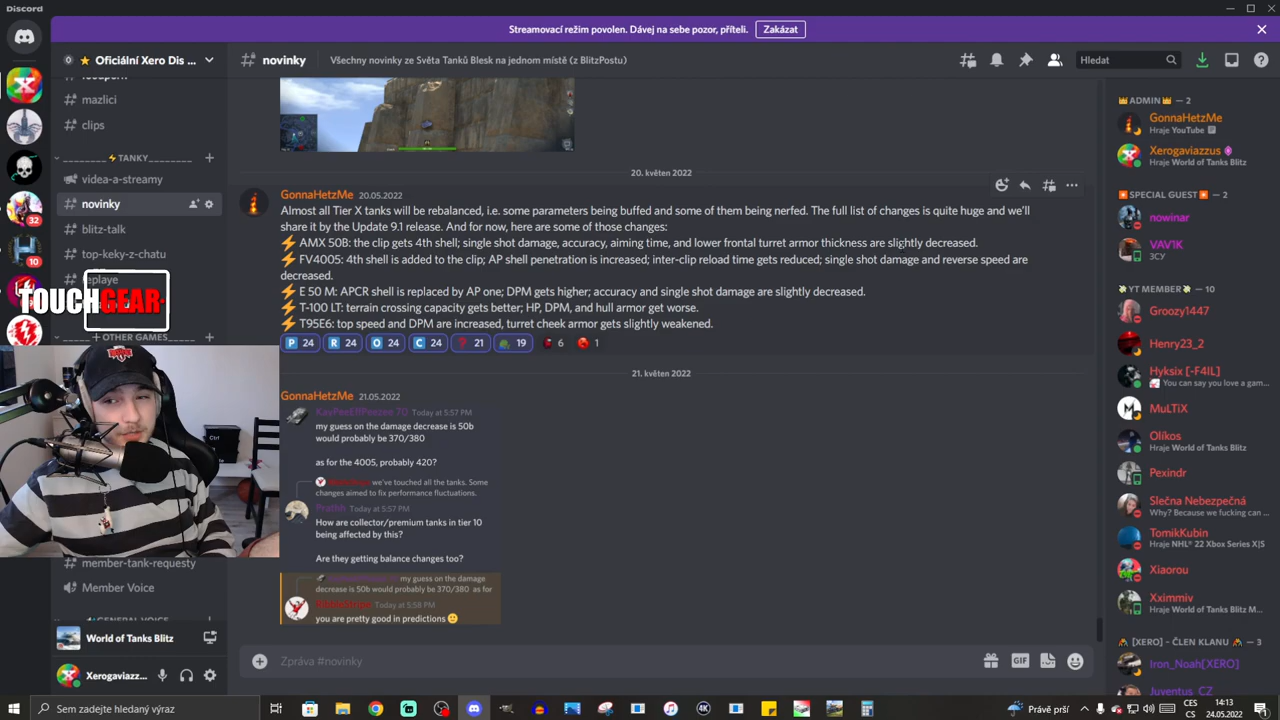 Discord
Streamovací režim povolen. Dávej na sebe pozor, příteli.
Zakázat
Oficiální Xero Dis ...
novinky
Všechny novinky ze Světa Tanků Blesk na jednom místě (z BlitzPostu)
Hledat
mazlici
clips
________⚡TANKY________
videa-a-streamy
novinky
blitz-talk
top-keky-z-chatu
replaye
TOUCHGEAR
OTHER GAMES
Ctrl
member-tank-requesty
Member Voice
World of Tanks Blitz
Xerogaviazz...
32
10
20. květen 2022
GonnaHetzMe 20.05.2022
Almost all Tier X tanks will be rebalanced, i.e. some parameters being buffed and some of them being nerfed. The full list of changes is quite huge and we'll
share it by the Update 9.1 release. And for now, here are some of those changes:
⚡ AMX 50B: the clip gets 4th shell; single shot damage, accuracy, aiming time, and lower frontal turret armor thickness are slightly decreased.
⚡ FV4005: 4th shell is added to the clip; AP shell penetration is increased; inter-clip reload time gets reduced; single shot damage and reverse speed are
decreased.
⚡ E 50 M: APCR shell is replaced by AP one; DPM gets higher; accuracy and single shot damage are slightly decreased.
⚡ T-100 LT: terrain crossing capacity gets better; HP, DPM, and hull armor get worse.
⚡ T95E6: top speed and DPM are increased, turret cheek armor gets slightly weakened.
P 24 R 24 O 24 C 24 21 19 6 1
21. květen 2022
GonnaHetzMe 21.05.2022
KayPeeEffPeezee 70 Today at 5:57 PM
my guess on the damage decrease is 50b
would probably be 370/380
as for the 4005, probably 420?
we've touched all the tanks. Some
changes aimed to fix performance fluctuations.
Prathh Today at 5:57 PM
How are collector/premium tanks in tier 10
being affected by this?
Are they getting balance changes too?
my guess on the damage
decrease is 50b would probably be 370/380 as for
Today at 5:58 PM
you are pretty good in predictions
Zpráva #novinky
GIF
ADMIN — 2
GonnaHetzMe
Hraje YouTube
Xerogaviazzus
Hraje World of Tanks Blitz
SPECIAL GUEST — 2
nowinar
VAV1K
ЗСУ
YT MEMBER — 10
Groozy1447
Henry23_2
Hyksix [-F4IL]
You can say you love a gam...
MuLTiX
Olíkos
Hraje World of Tanks Blitz
Pexindr
Slečna Nebezpečná
Why? Because we fucking can ...
TomikKubin
Hraje NHL® 22 Xbox Series X|S
Xiaorou
Xximmiv
Hraje World of Tanks Blitz M...
[XERO] - ČLEN KLANU — 3
Iron_Noah[XERO]
Juventus_CZ
Sem zadejte hledaný výraz
4K
Právě prší
CES
CS
14:13
24.05.2022